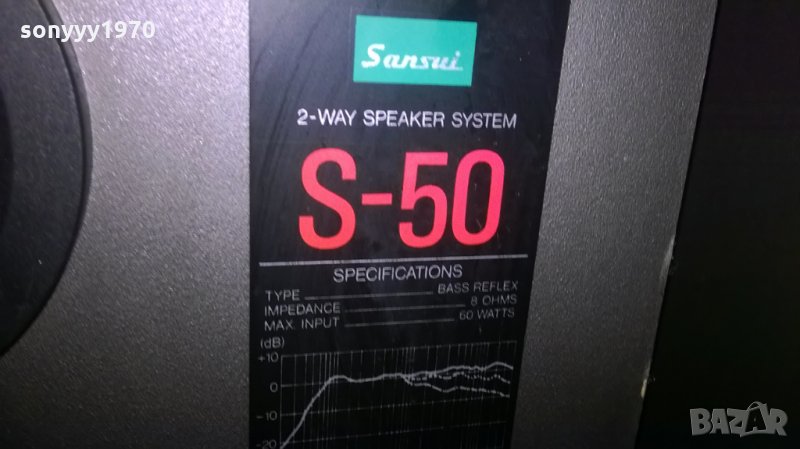 sonyyy1970
Sansui
2-WAY SPEAKER SYSTEM
S-50
SPECIFICATIONS
TYPE BASS REFLEX
IMPEDANCE 8 OHMS
MAX. INPUT 60 WATTS
(dB)
+10
0
-10
-20
BAZAR